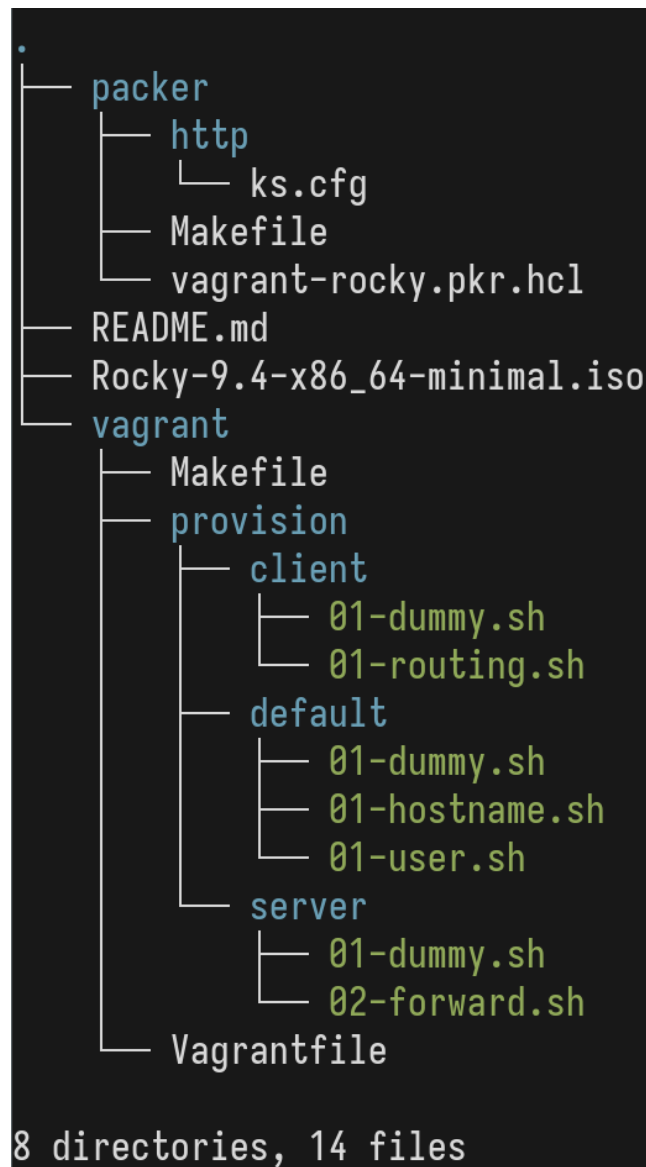 .
├── packer
│   ├── http
│   │   └── ks.cfg
│   ├── Makefile
│   └── vagrant-rocky.pkr.hcl
├── README.md
├── Rocky-9.4-x86_64-minimal.iso
└── vagrant
    ├── Makefile
    ├── provision
    │   ├── client
    │   │   ├── 01-dummy.sh
    │   │   └── 01-routing.sh
    │   ├── default
    │   │   ├── 01-dummy.sh
    │   │   ├── 01-hostname.sh
    │   │   └── 01-user.sh
    │   └── server
    │       ├── 01-dummy.sh
    │       └── 02-forward.sh
    └── Vagrantfile

8 directories, 14 files